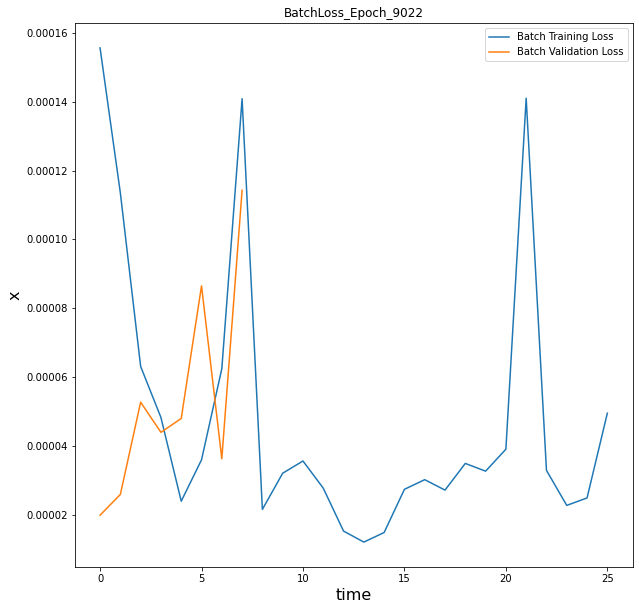 BatchLoss_Epoch_9022
Batch Training Loss
Batch Validation Loss
0.00016
0.00014
0.00012
0.00010
0.00008
0.00006
0.00004
0.00002
x
0 5 10 15 20 25
time